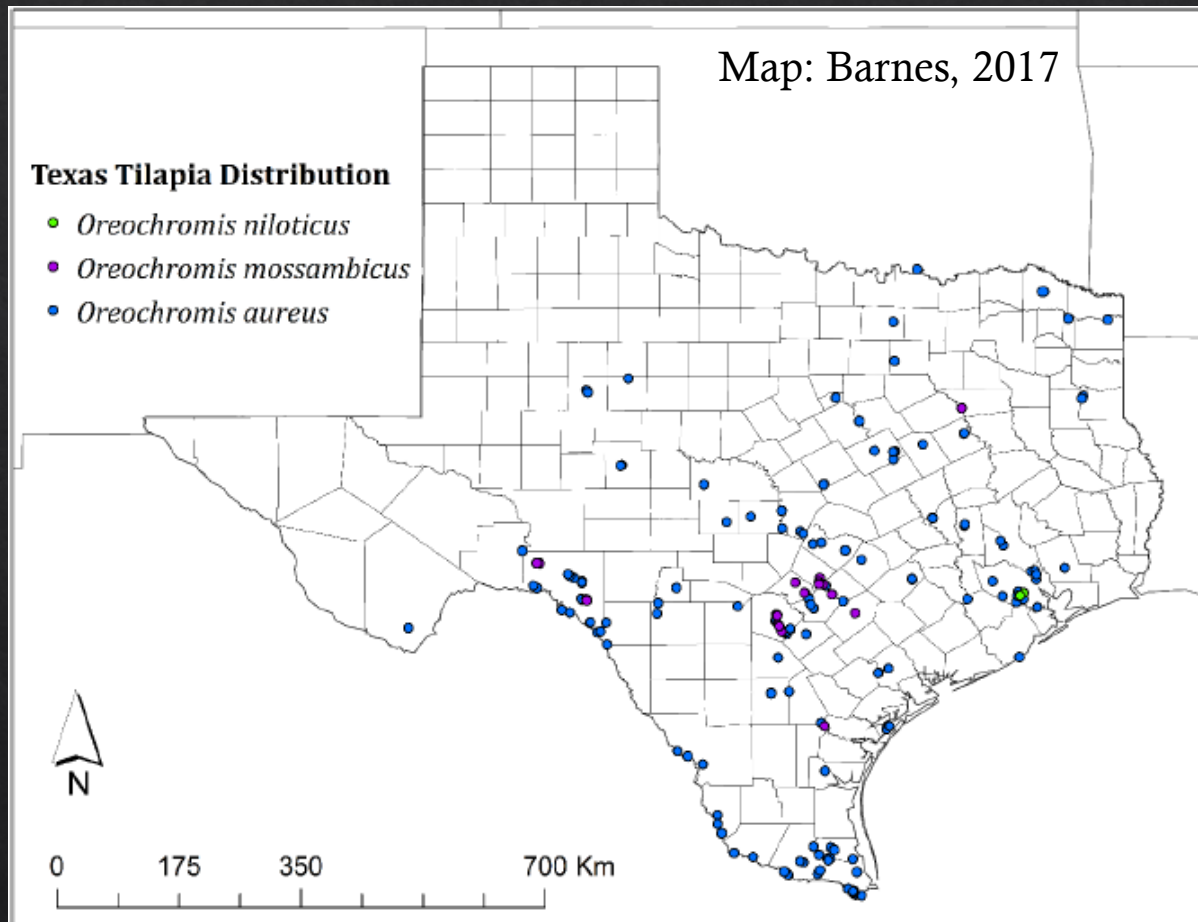 Map: Barnes, 2017
Texas Tilapia Distribution
Oreochromis niloticus
Oreochromis mossambicus
Oreochromis aureus
N
0 175 350 700 Km